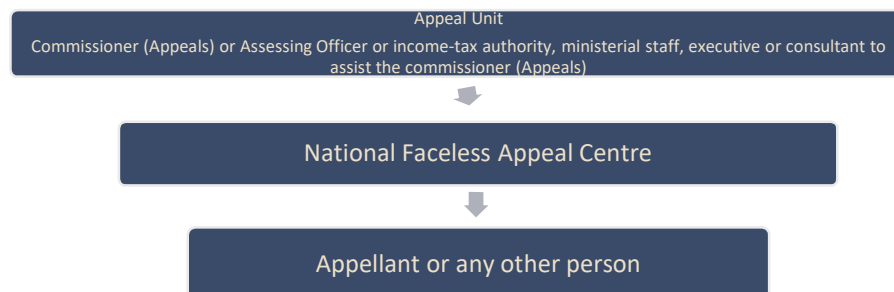 Appeal Unit
Commissioner (Appeals) or Assessing Officer or income-tax authority, ministerial staff, executive or consultant to
assist the commissioner (Appeals)
National Faceless Appeal Centre
Appellant or any other person